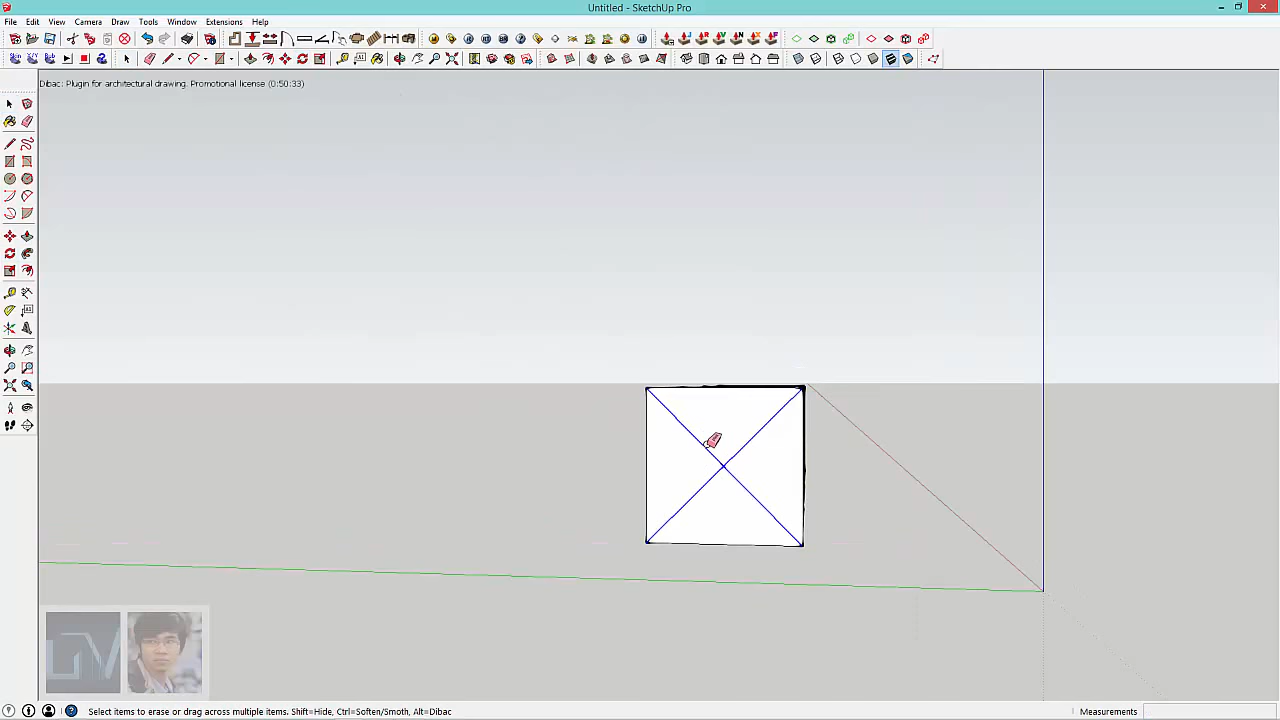 Untitled - SketchUp Pro
File Edit View Camera Draw Tools Window Extensions Help
Dibac: Plugin for architectural drawing. Promotional license (0:50:33)
Select items to erase or drag across multiple items. Shift=Hide, Ctrl=Soften/Smoth, Alt=Dibac
Measurements